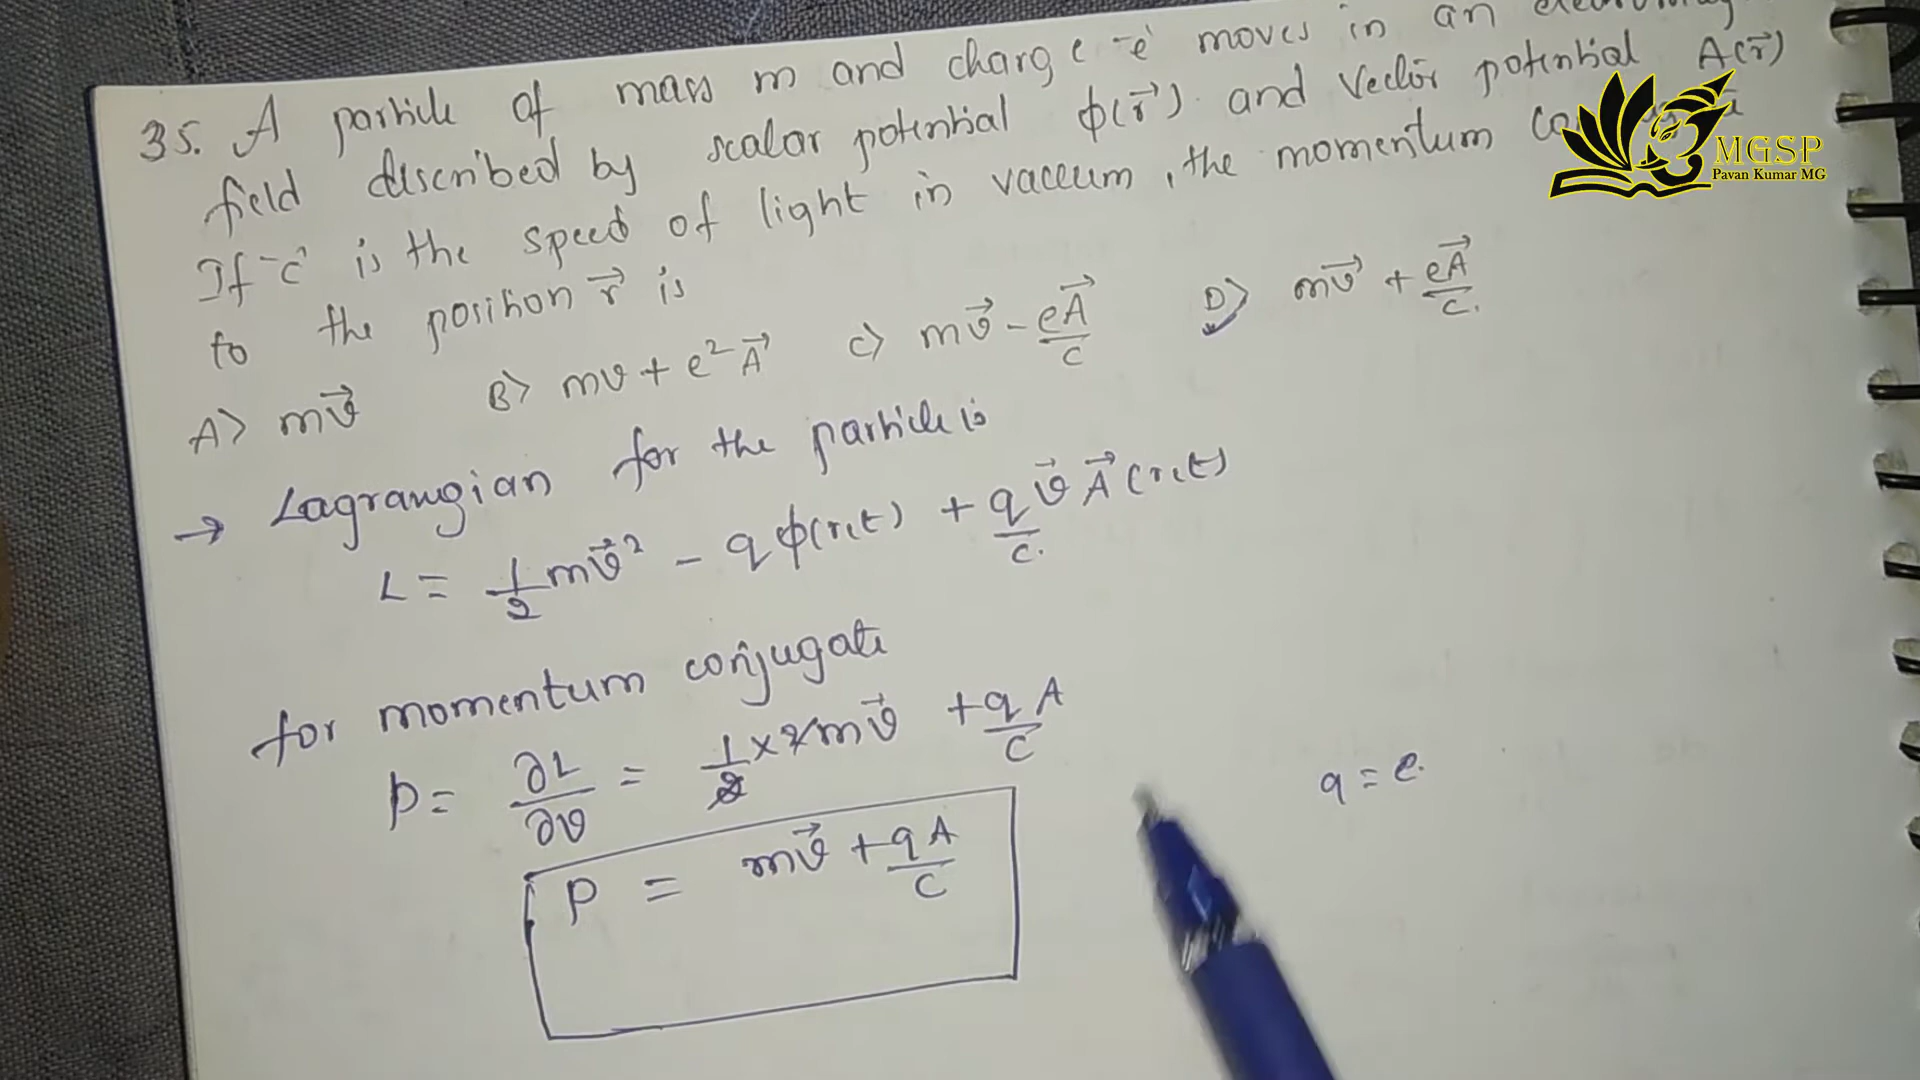 35. A particle of mass m and charge -e' moves in an
field described by scalar potential ϕ(r⃗) and Vector potential A(r⃗)
If -c' is the speed of light in vaccum, the momentum
to the position r⃗ is
A> mv⃗ B> mv + e²A⃗ C> mv⃗ - eA⃗/c D> mv⃗ + eA⃗/c.
→ Lagrangian for the particle is
L = 1/2 mv⃗² - qϕ(r,t) + q/c. v⃗ A⃗(r,t)
for momentum conjugate
p = ∂L/∂v = 1/2 x 2mv⃗ + qA/c
q = e.
P = mv⃗ + qA/c
MGSP
Pavan Kumar MG